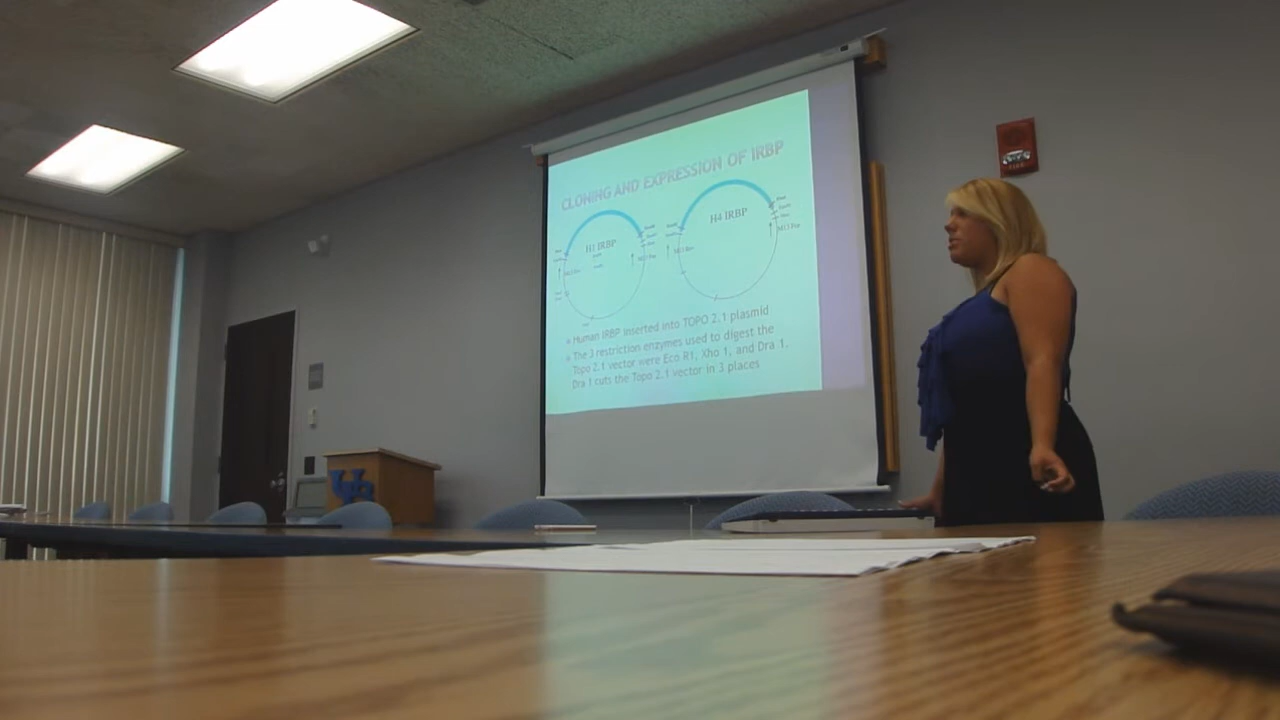 CLONING AND EXPRESSION OF IRBP
H1 IRBP
H4 IRBP
Human IRBP inserted into TOPO 2.1 plasmid
The 3 restriction enzymes used to digest the
Topo 2.1 vector were Eco R1, Xho 1, and Dra 1.
Dra 1 cuts the Topo 2.1 vector in 3 places
UK
FIRE